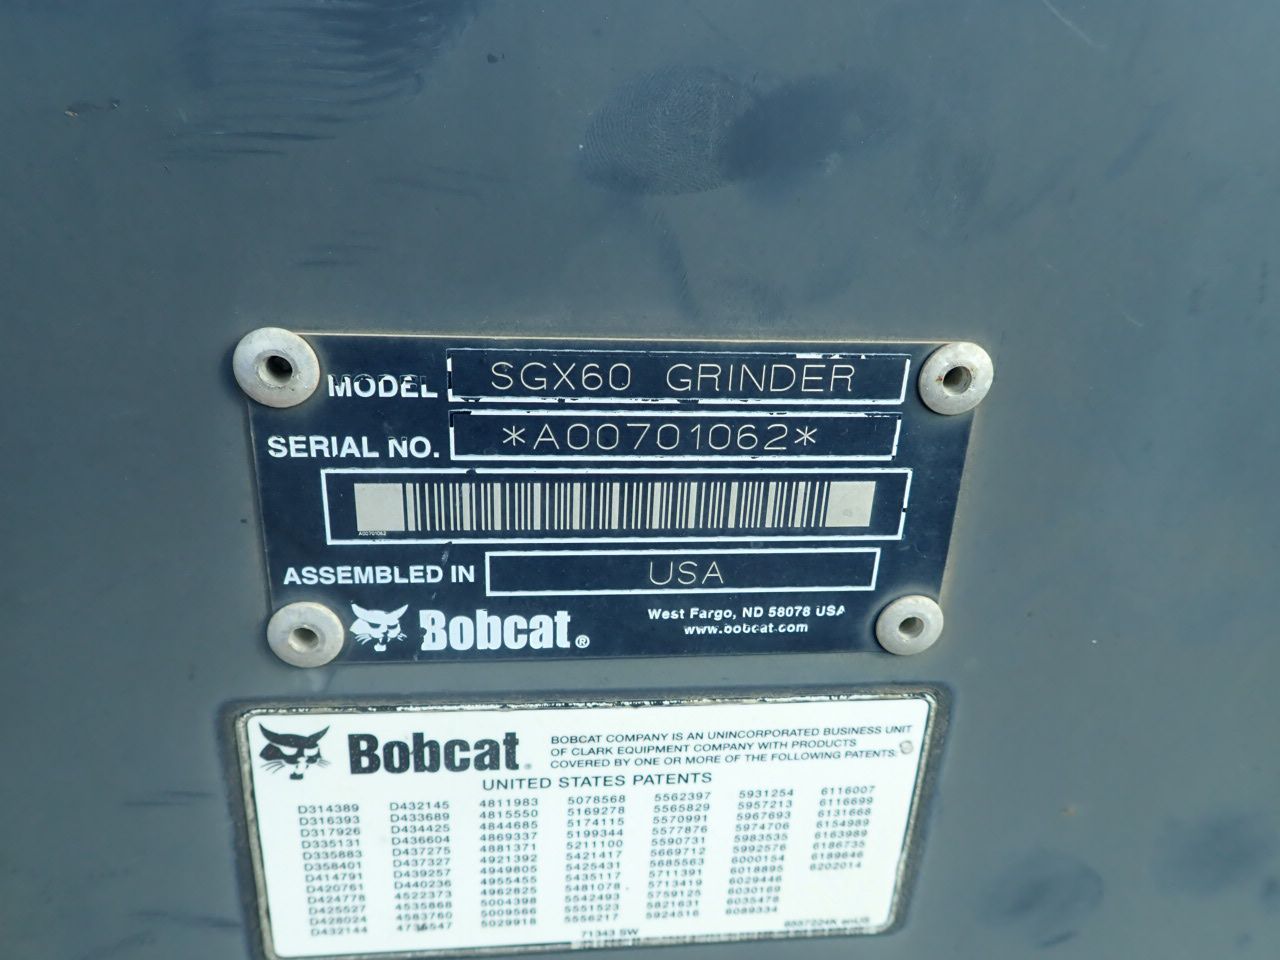 MODEL SGX60 GRINDER
SERIAL NO. *A00701062*
A00701062
ASSEMBLED IN USA
Bobcat®
West Fargo, ND 58078 USA
www.bobcat.com
Bobcat.
BOBCAT COMPANY IS AN UNINCORPORATED BUSINESS UNIT
OF CLARK EQUIPMENT COMPANY WITH PRODUCTS
COVERED BY ONE OR MORE OF THE FOLLOWING PATENTS.
UNITED STATES PATENTS
D314389 D432145 4811983 5078568 5562397 5931254 6116007
D316393 D433689 4815550 5169278 5565829 5957213 6116699
D317926 D434425 4844685 5174115 5570991 5967693 6131668
D335131 D436604 4869337 5199344 5577876 5974706 6154989
D335883 D437275 4881371 5211100 5590731 5983535 6163989
D358401 D437327 4921392 5421417 5669712 5992576 6186735
D414791 D439257 4949805 5425431 5685563 6000154 6189646
D420761 D440236 4955455 5435117 5711391 6018895 6202014
D424778 4522373 4962825 5481078 5713419 6029446
D425527 4535868 5004398 5542493 5759125 6030169
D428024 4583760 5009566 5551523 5821631 6035478
D432144 5029918 5556217 5924516 6089334
71343 SW